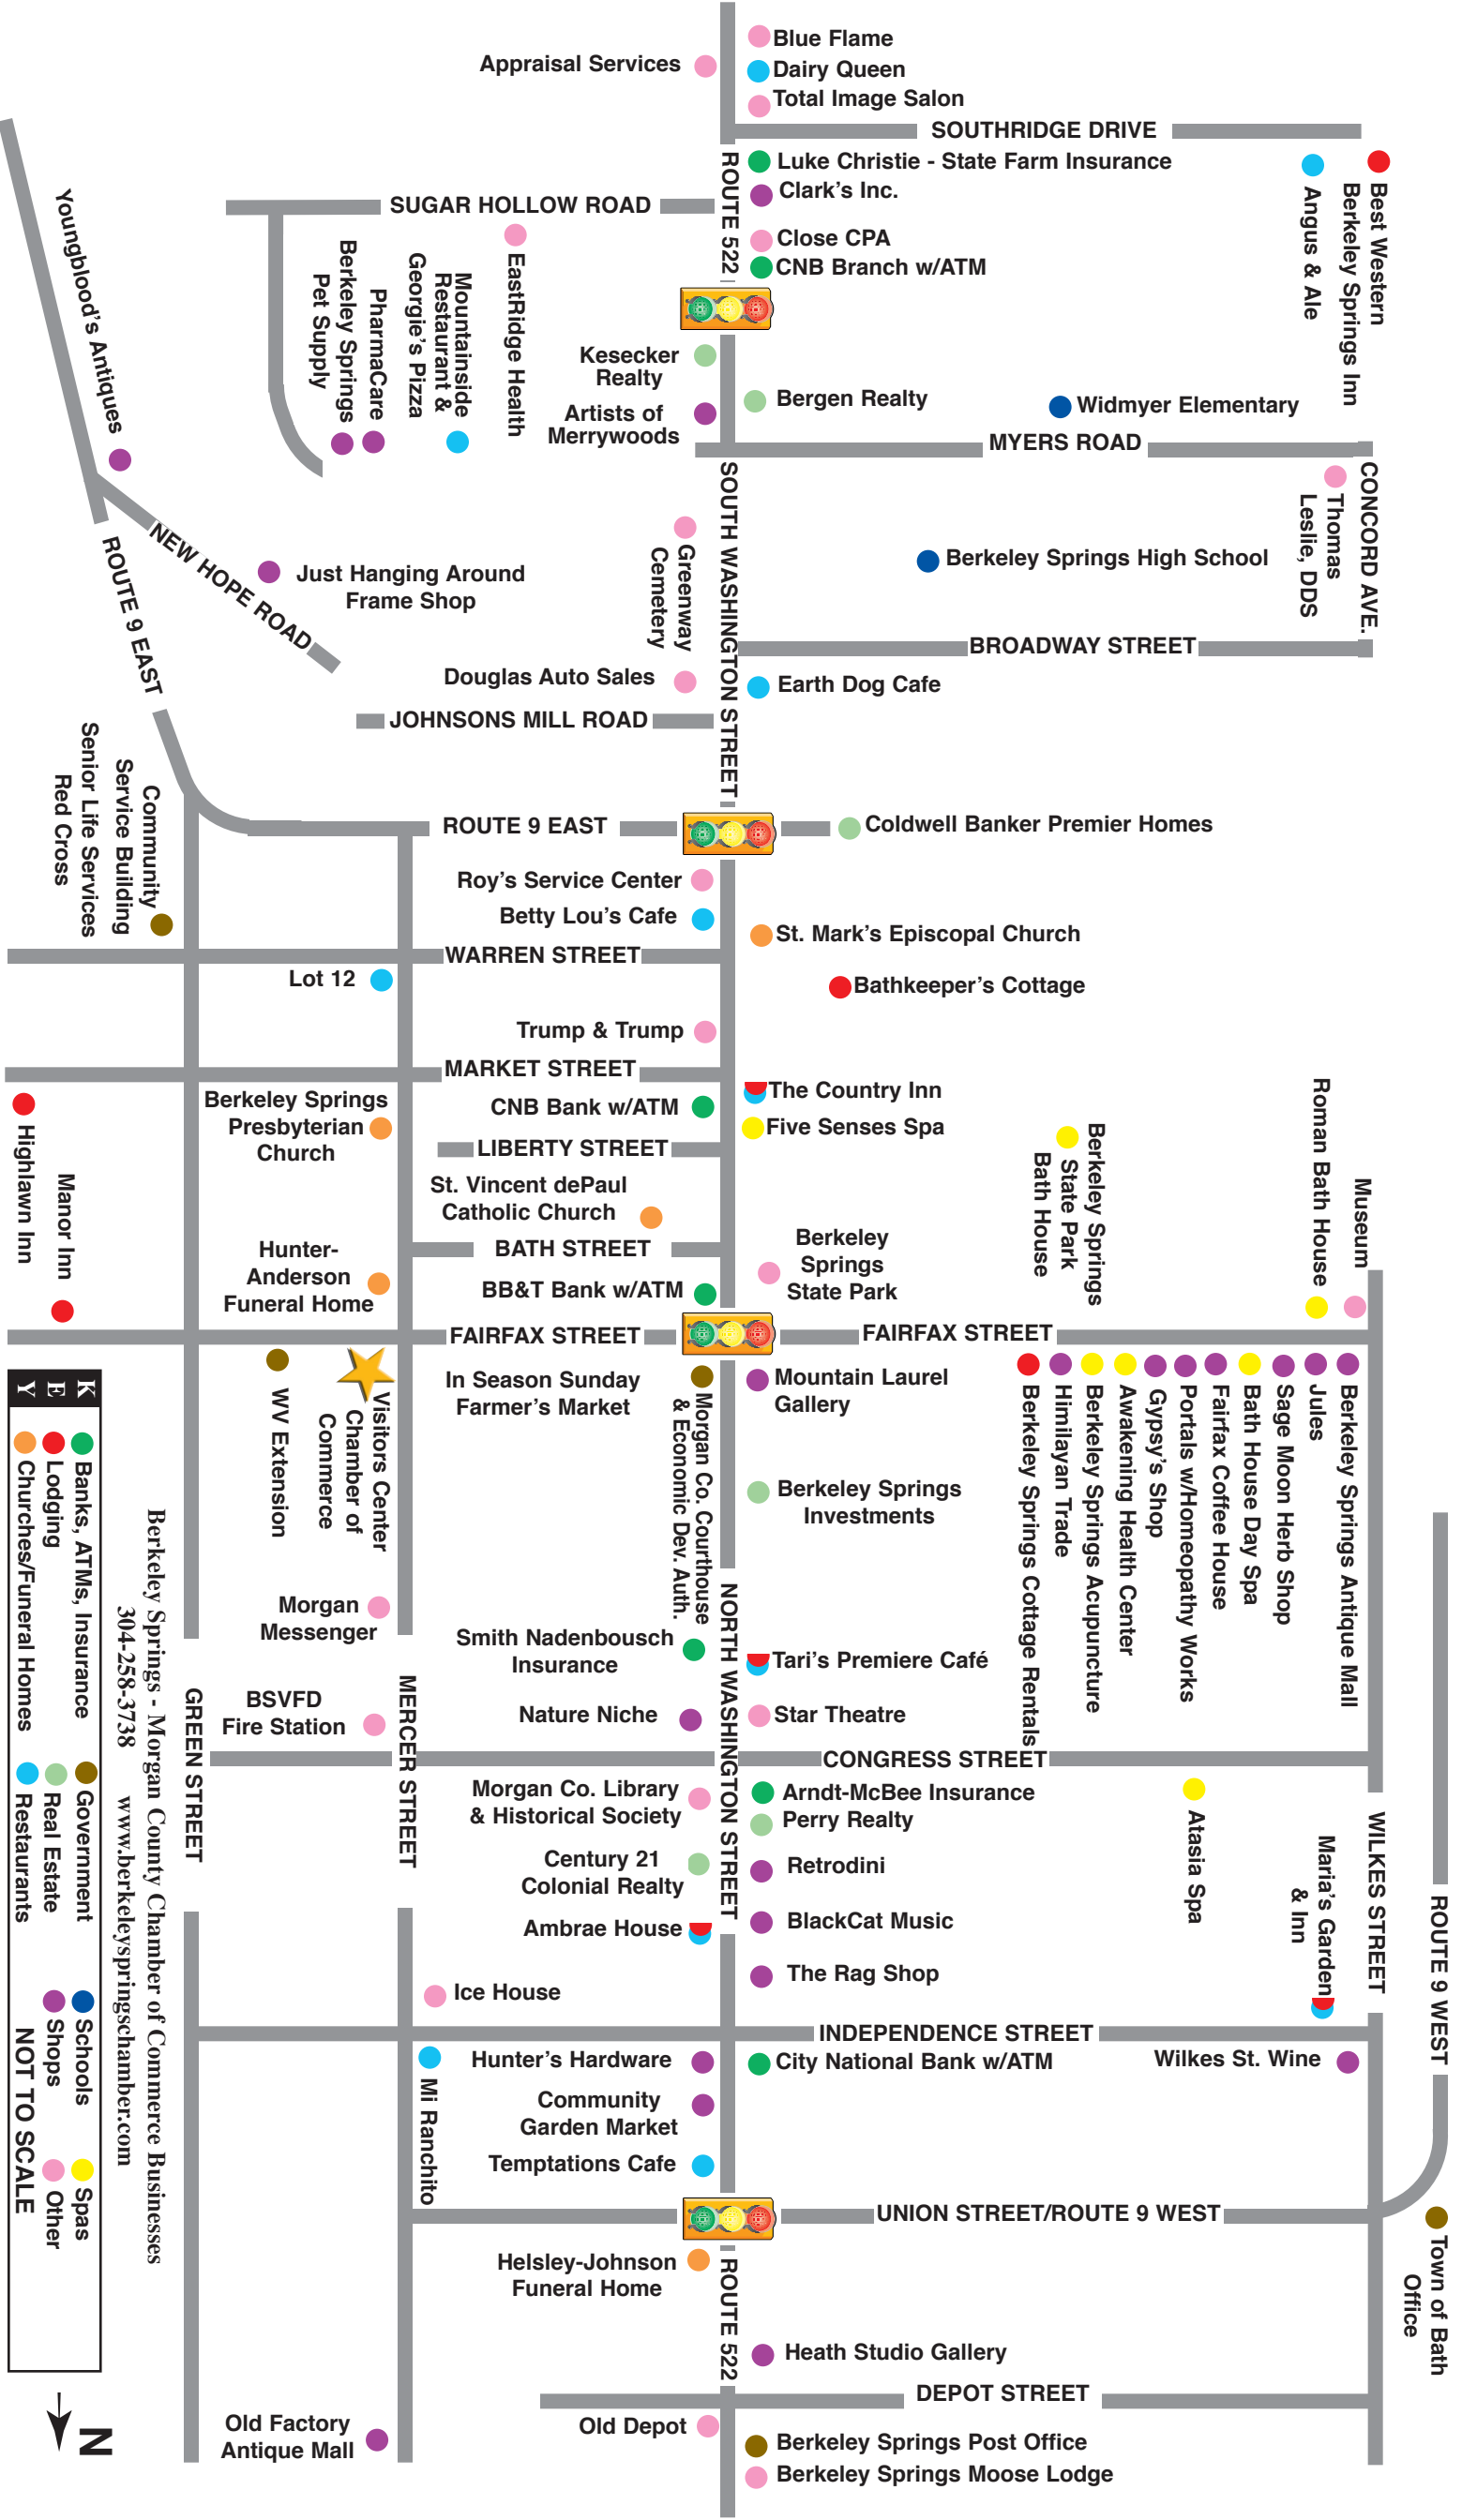 Blue Flame
Appraisal Services
Dairy Queen
Total Image Salon
SOUTHRIDGE DRIVE
ROUTE 522
Luke Christie - State Farm Insurance
Clark's Inc.
Best Western
Berkeley Springs Inn
Angus & Ale
SUGAR HOLLOW ROAD
Close CPA
CNB Branch w/ATM
Youngblood's Antiques
EastRidge Health
Mountainside
Restaurant &
Georgie's Pizza
PharmaCare
Berkeley Springs
Pet Supply
Kesecker
Realty
Bergen Realty
Widmyer Elementary
Artists of
Merrywoods
MYERS ROAD
CONCORD AVE.
Thomas
Leslie, DDS
SOUTH WASHINGTON STREET
Greenway
Cemetery
Berkeley Springs High School
NEW HOPE ROAD
ROUTE 9 EAST
Just Hanging Around
Frame Shop
BROADWAY STREET
Douglas Auto Sales
Earth Dog Cafe
JOHNSONS MILL ROAD
Community
Service Building
Senior Life Services
Red Cross
ROUTE 9 EAST
Coldwell Banker Premier Homes
Roy's Service Center
Betty Lou's Cafe
St. Mark's Episcopal Church
WARREN STREET
Lot 12
Bathkeeper's Cottage
Trump & Trump
MARKET STREET
The Country Inn
Highlawn Inn
Manor Inn
Berkeley Springs
Presbyterian
Church
CNB Bank w/ATM
Five Senses Spa
LIBERTY STREET
Berkeley Springs
State Park
Bath House
Roman Bath House
Museum
St. Vincent dePaul
Catholic Church
BATH STREET
Berkeley
Springs
State Park
Hunter-
Anderson
Funeral Home
BB&T Bank w/ATM
FAIRFAX STREET
FAIRFAX STREET
WV Extension
Visitors Center
Chamber of
Commerce
In Season Sunday
Farmer's Market
Morgan Co. Courthouse
& Economic Dev. Auth.
Mountain Laurel
Gallery
Berkeley Springs
Investments
Berkeley Springs Antique Mall
Jules
Sage Moon Herb Shop
Bath House Day Spa
Fairfax Coffee House
Portals w/Homeopathy Works
Gypsy's Shop
Awakening Health Center
Berkeley Springs Acupuncture
Himilayan Trade
Berkeley Springs Cottage Rentals
Morgan
Messenger
NORTH WASHINGTON STREET
Smith Nadenbousch
Insurance
Tari's Premiere Café
GREEN STREET
MERCER STREET
BSVFD
Fire Station
Nature Niche
Star Theatre
CONGRESS STREET
Morgan Co. Library
& Historical Society
Arndt-McBee Insurance
Perry Realty
Atasia Spa
Maria's Garden
& Inn
WILKES STREET
ROUTE 9 WEST
Century 21
Colonial Realty
Retrodini
Ambrae House
BlackCat Music
The Rag Shop
Ice House
INDEPENDENCE STREET
Mi Ranchito
Hunter's Hardware
City National Bank w/ATM
Wilkes St. Wine
Community
Garden Market
Temptations Cafe
UNION STREET/ROUTE 9 WEST
Town of Bath
Office
Helsley-Johnson
Funeral Home
ROUTE 522
Heath Studio Gallery
DEPOT STREET
Old Factory
Antique Mall
Old Depot
Berkeley Springs Post Office
Berkeley Springs Moose Lodge
Berkeley Springs - Morgan County Chamber of Commerce Businesses
304-258-3738 www.berkeleyspringschamber.com
KEY
Banks, ATMs, Insurance
Government
Schools
Spas
Lodging
Real Estate
Shops
Other
Churches/Funeral Homes
Restaurants
NOT TO SCALE
N